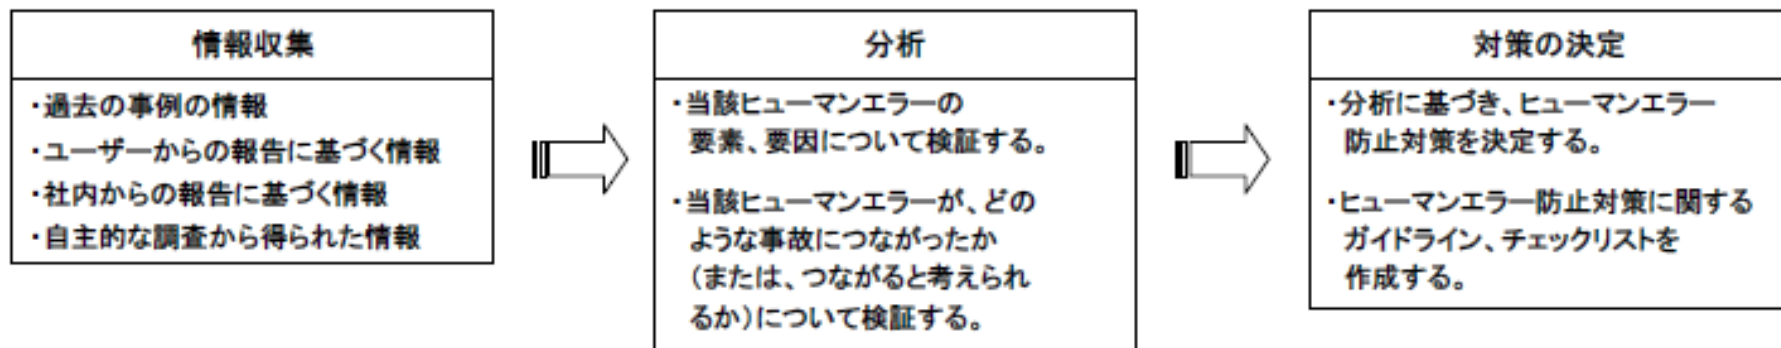 情報収集
・過去の事例の情報
・ユーザーからの報告に基づく情報
・社内からの報告に基づく情報
・自主的な調査から得られた情報
分析
・当該ヒューマンエラーの
要素、要因について検証する。
・当該ヒューマンエラーが、どの
ような事故につながったか
（または、つながると考えられ
るか）について検証する。
対策の決定
・分析に基づき、ヒューマンエラー
防止対策を決定する。
・ヒューマンエラー防止対策に関する
ガイドライン、チェックリストを
作成する。